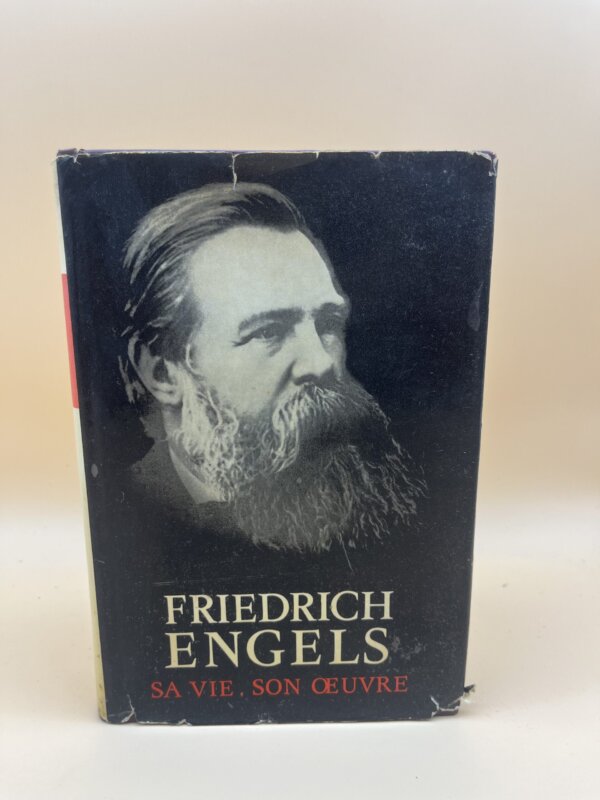 FRIEDRICH
ENGELS
SA VIE, SON ŒUVRE